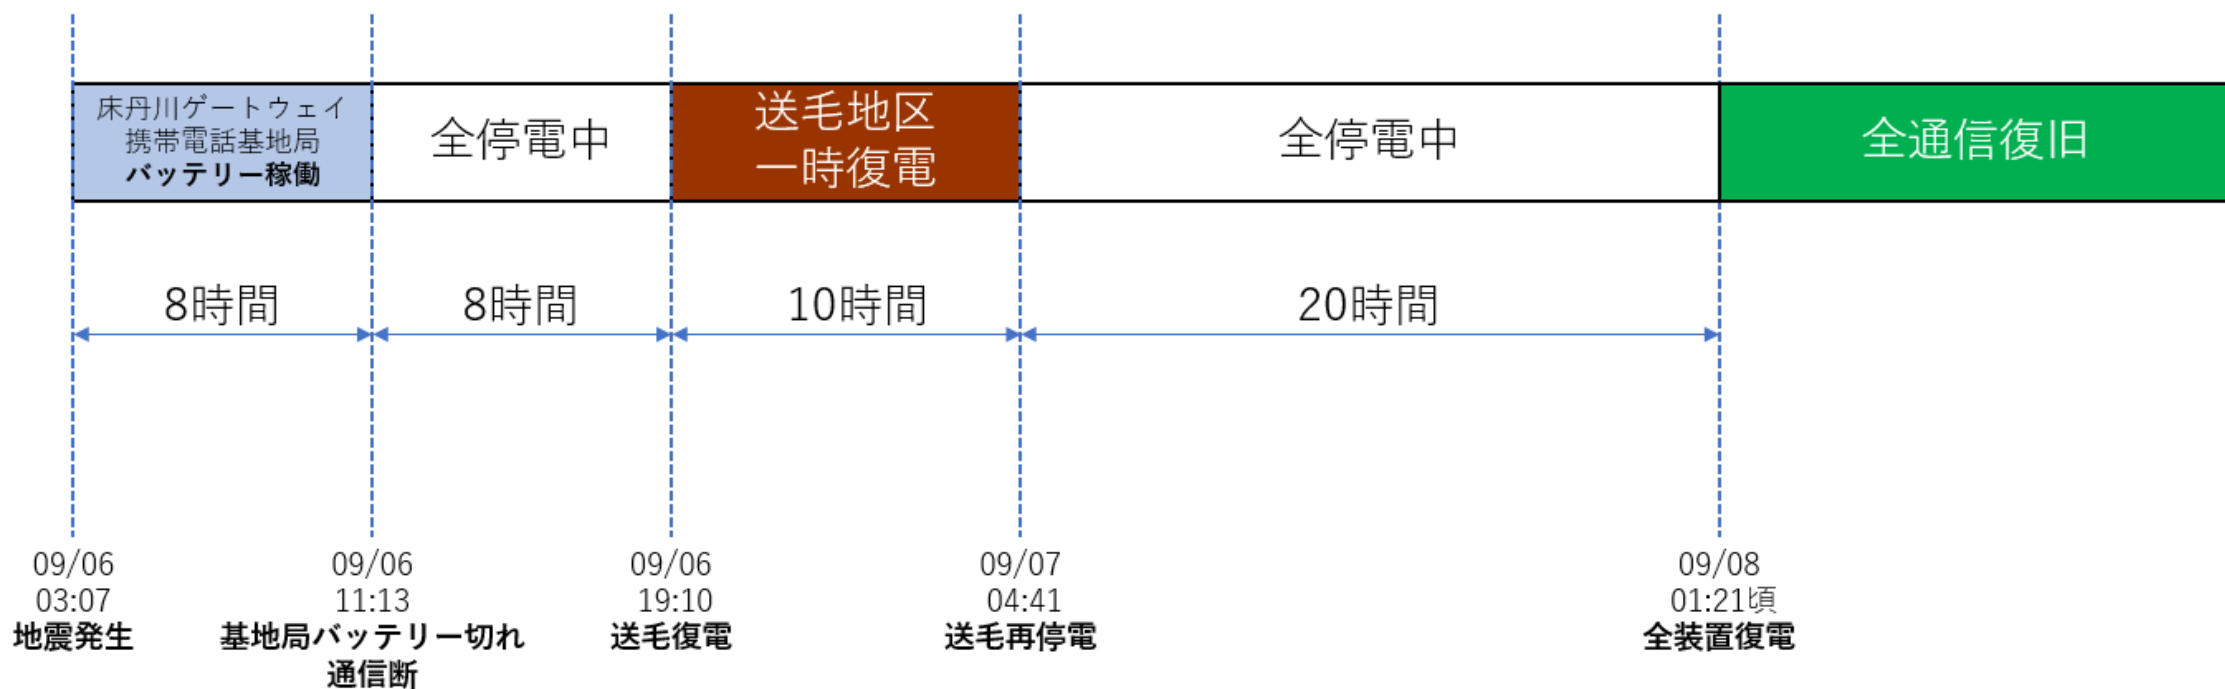 床丹川ゲートウェイ
携帯電話基地局
バッテリー稼働
全停電中
送毛地区
一時復電
全停電中
全通信復旧
8時間
8時間
10時間
20時間
09/06
03:07
地震発生
09/06
11:13
基地局バッテリー切れ
通信断
09/06
19:10
送毛復電
09/07
04:41
送毛再停電
09/08
01:21頃
全装置復電